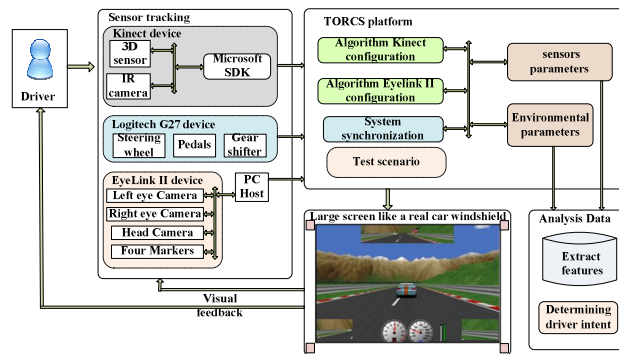 Driver
Sensor tracking
Kinect device
3D
sensor
IR
camera
Microsoft
SDK
Logitech G27 device
Steering
wheel
Pedals
Gear
shifter
EyeLink II device
Left eye Camera
Right eye Camera
Head Camera
Four Markers
PC
Host
TORCS platform
Algorithm Kinect
configuration
Algorithm Eyelink II
configuration
System
synchronization
Test scenario
sensors
parameters
Environmental
parameters
Large screen like a real car windshield
Visual
feedback
Analysis Data
Extract
features
Determining
driver intent